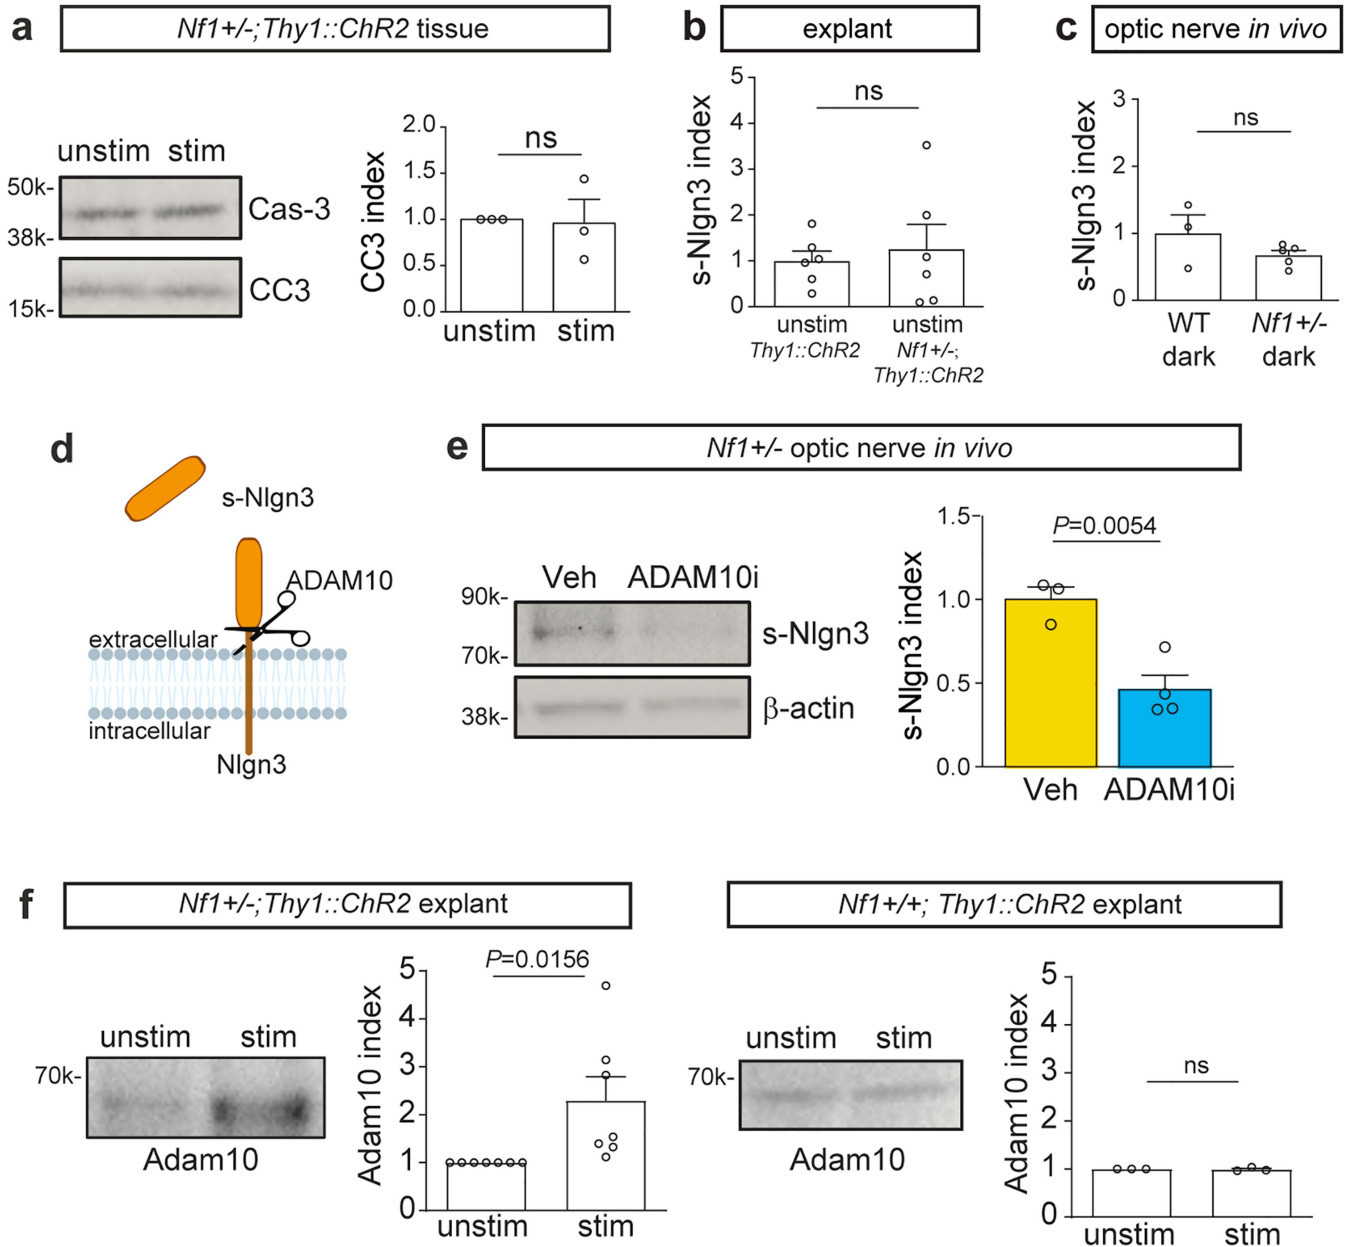 a
Nf1+/-;Thy1::ChR2 tissue
unstim stim
50k-
Cas-3
38k-
CC3
15k-
CC3 index
2.0
1.5
1.0
0.5
0.0
ns
unstim stim
b
explant
s-Nlgn3 index
5
4
3
2
1
0
ns
unstim
Thy1::ChR2
unstim
Nf1+/-;
Thy1::ChR2
c
optic nerve in vivo
s-Nlgn3 index
3
2
1
0
ns
WT
dark
Nf1+/-
dark
d
s-Nlgn3
ADAM10
extracellular
intracellular
Nlgn3
e
Nf1+/- optic nerve in vivo
Veh ADAM10i
90k-
s-Nlgn3
70k-
38k-
β-actin
s-Nlgn3 index
1.5
1.0
0.5
0.0
P=0.0054
Veh ADAM10i
f
Nf1+/-;Thy1::ChR2 explant
unstim stim
70k-
Adam10
Adam10 index
5
4
3
2
1
0
P=0.0156
unstim stim
Nf1+/+; Thy1::ChR2 explant
unstim stim
70k-
Adam10
Adam10 index
5
4
3
2
1
0
ns
unstim stim